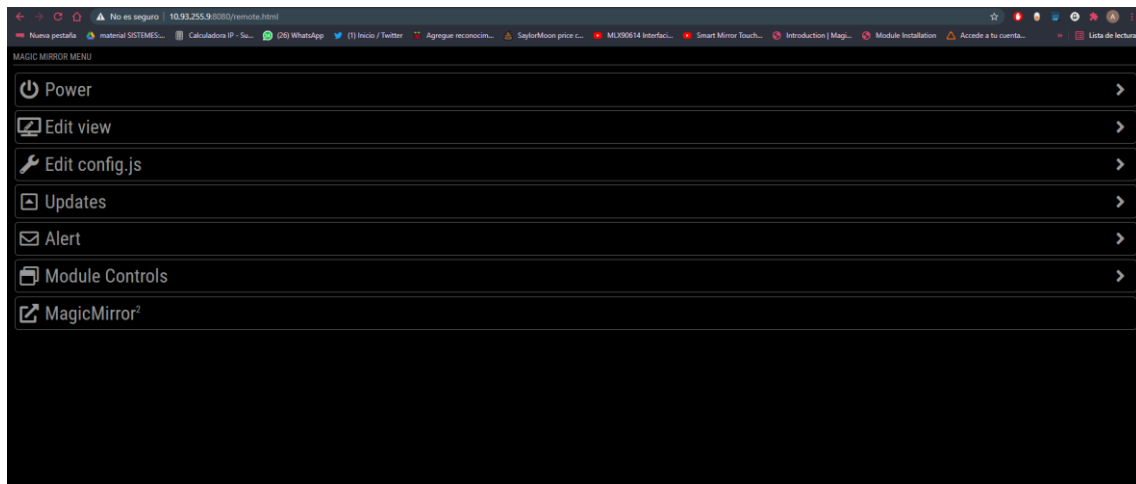 No es seguro | 10.93.255.9:8080/remote.html
Nueva pestaña material SISTEMES:... Calculadora IP - Su... (26) WhatsApp (1) Inicio / Twitter Agregue reconocim... SaylorMoon price c... MLX90614 Interfaci... Smart Mirror Touch... Introduction | Magi... Module Installation Accede a tu cuenta... » Lista de lectura
MAGIC MIRROR MENU
Power
Edit view
Edit config.js
Updates
Alert
Module Controls
MagicMirror²